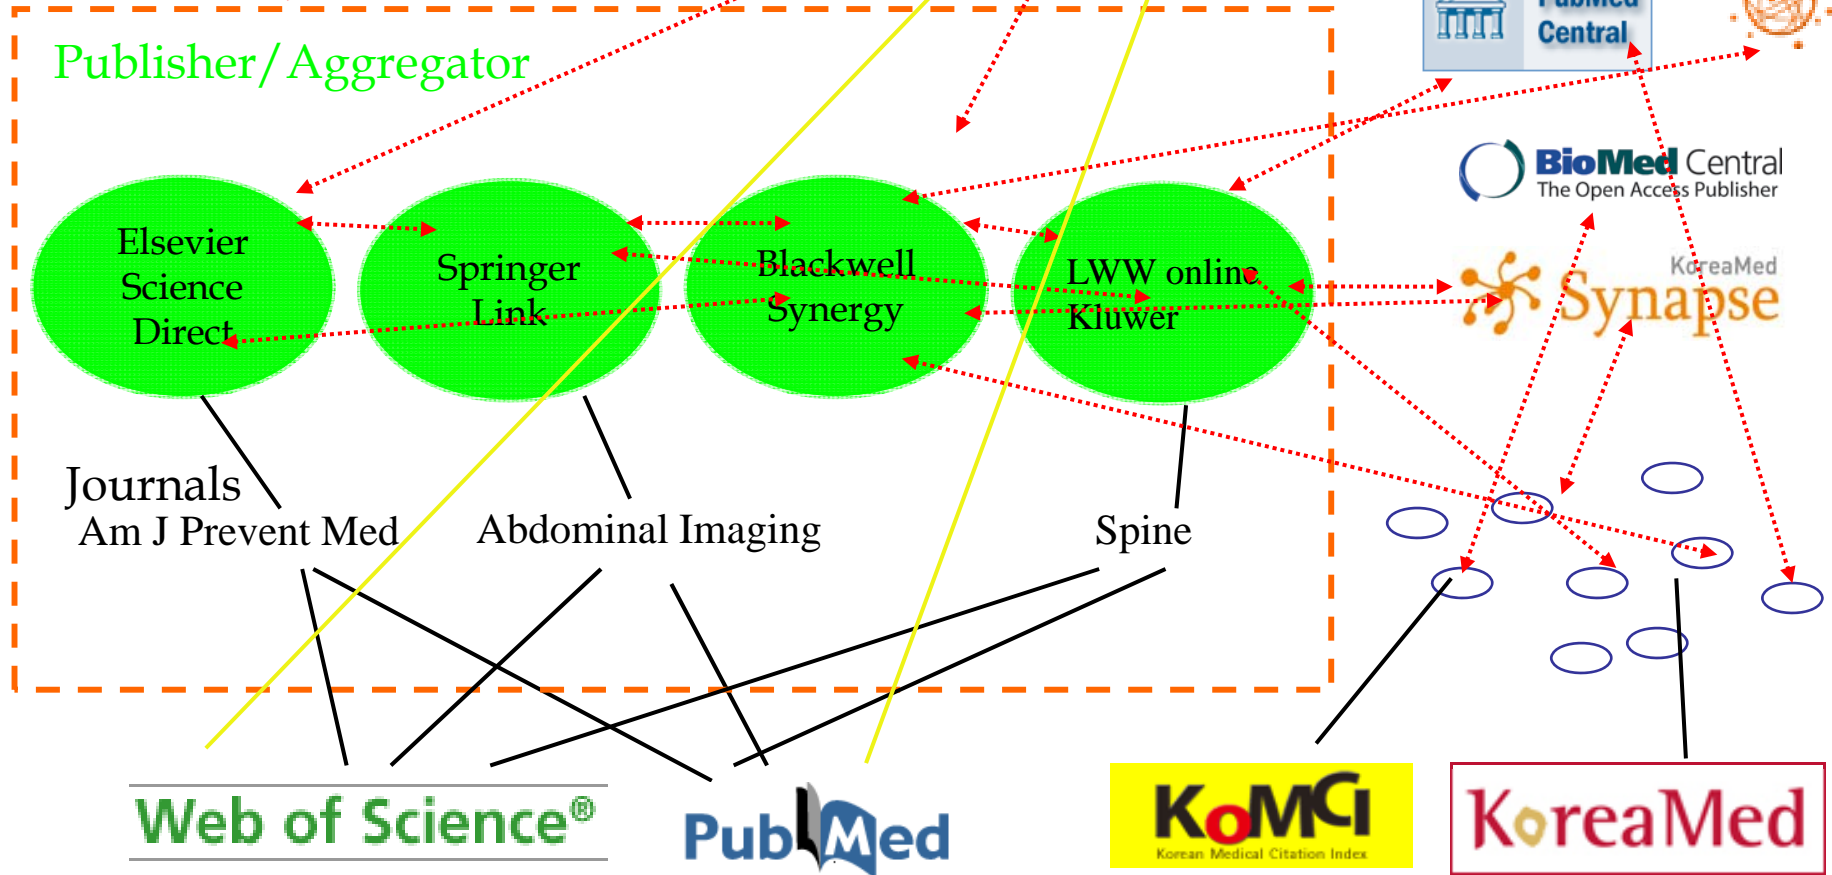 PubMed
Central
Publisher/Aggregator
BioMed Central
The Open Access Publisher
Elsevier
Science
Direct
Springer
Link
Blackwell
Synergy
LWW online
Kluwer
KoreaMed
Synapse
Journals
Am J Prevent Med
Abdominal Imaging
Spine
Web of Science®
PubMed
KoMCI
Korean Medical Citation Index
KoreaMed